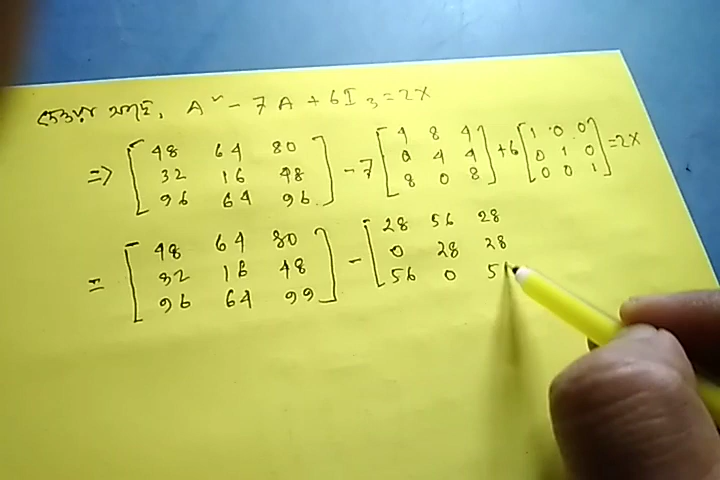 দেওয়া আছে, A² - 7A + 6I₃ = 2X
=> [48 64 80; 32 16 48; 96 64 96] - 7[4 8 4; 0 4 4; 8 0 8] + 6[1 0 0; 0 1 0; 0 0 1] = 2X
= [48 64 80; 32 16 48; 96 64 99] - [28 56 28; 0 28 28; 56 0 5